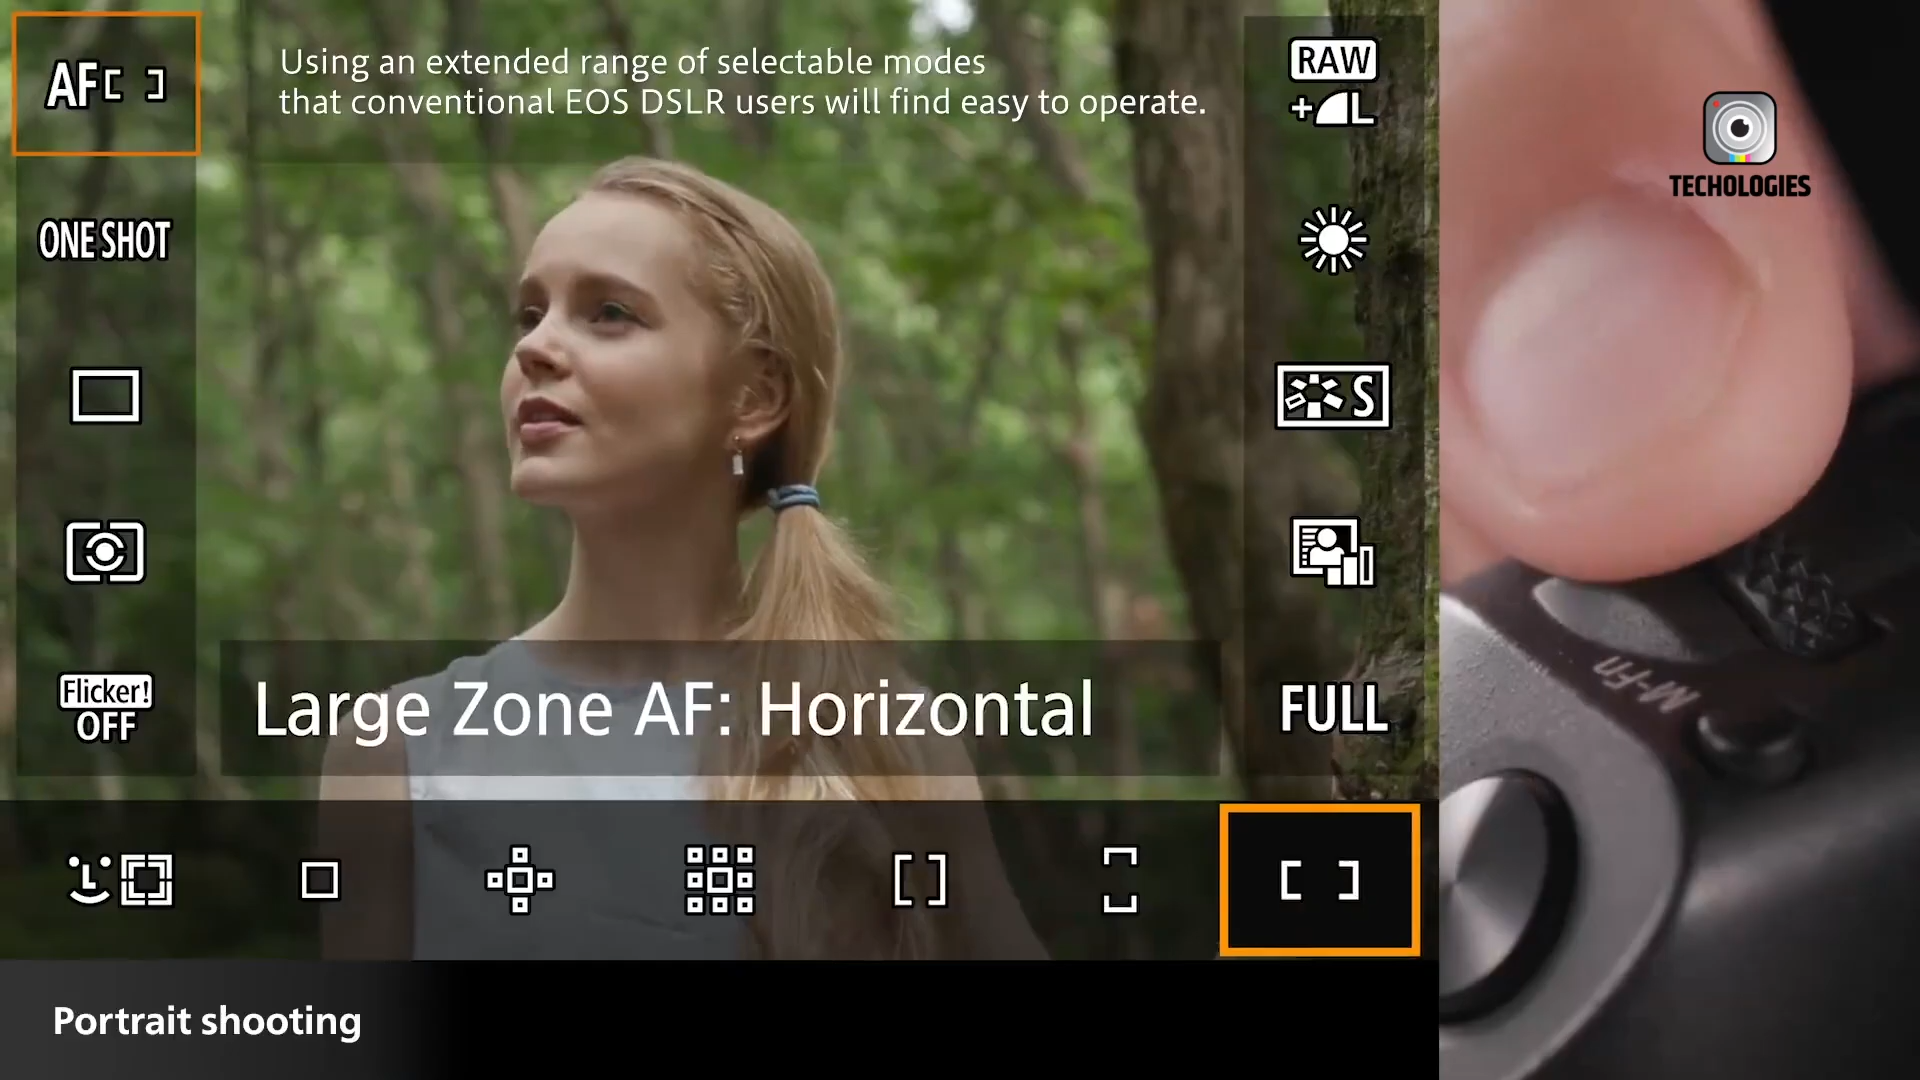 AF
Using an extended range of selectable modes
that conventional EOS DSLR users will find easy to operate.
RAW
+L
TECHOLOGIES
ONE SHOT
S
Flicker!
OFF
Large Zone AF: Horizontal
FULL
M-Fn
Portrait shooting